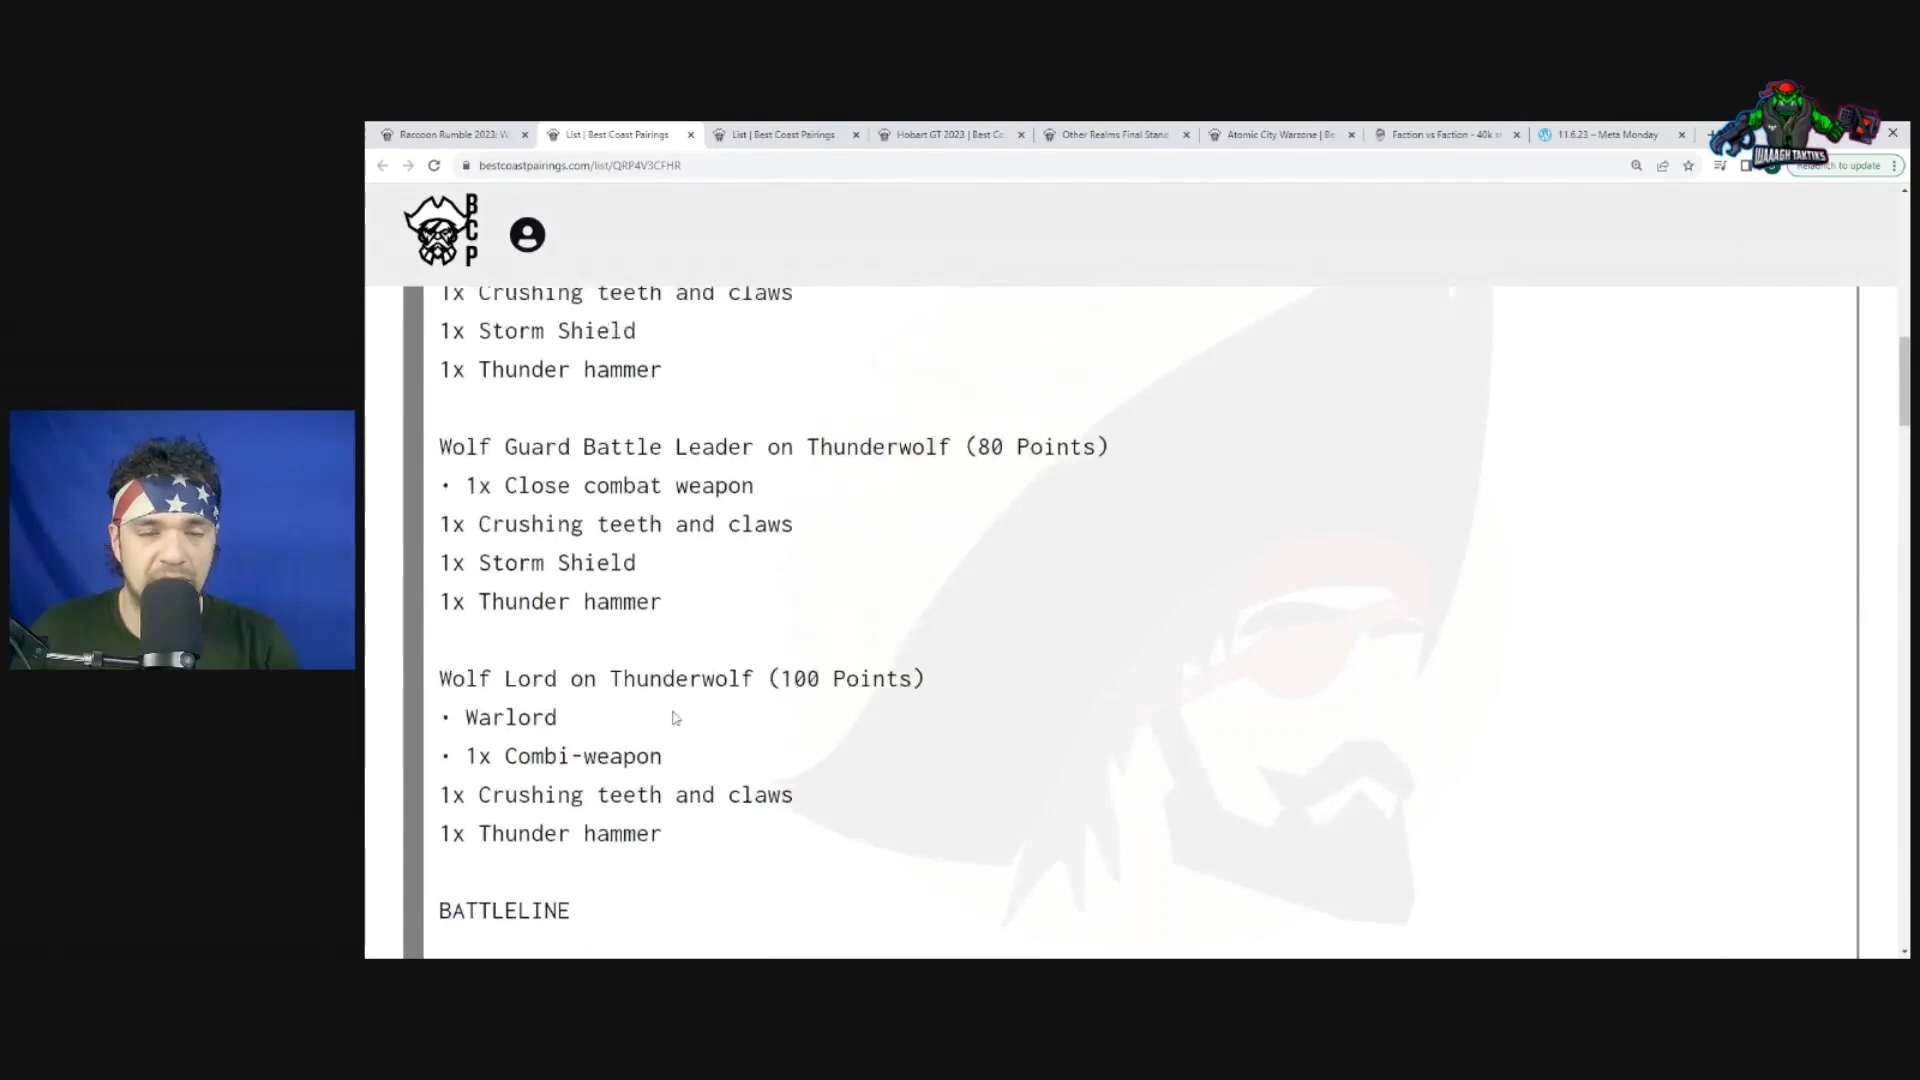 Raccoon Rumble 2023: W
List | Best Coast Pairings
List | Best Coast Pairings
Hobart GT 2023 | Best Co
Other Realms Final Stand
Atomic City Warzone | Be
Faction vs Faction - 40k st
11.6.23 – Meta Monday
WAAAGH TAKTIKS
bestcoastpairings.com/list/QRP4V3CFHR
to update
B
C
P
1x Crushing teeth and claws
1x Storm Shield
1x Thunder hammer
Wolf Guard Battle Leader on Thunderwolf (80 Points)
• 1x Close combat weapon
1x Crushing teeth and claws
1x Storm Shield
1x Thunder hammer
Wolf Lord on Thunderwolf (100 Points)
• Warlord
• 1x Combi-weapon
1x Crushing teeth and claws
1x Thunder hammer
BATTLELINE